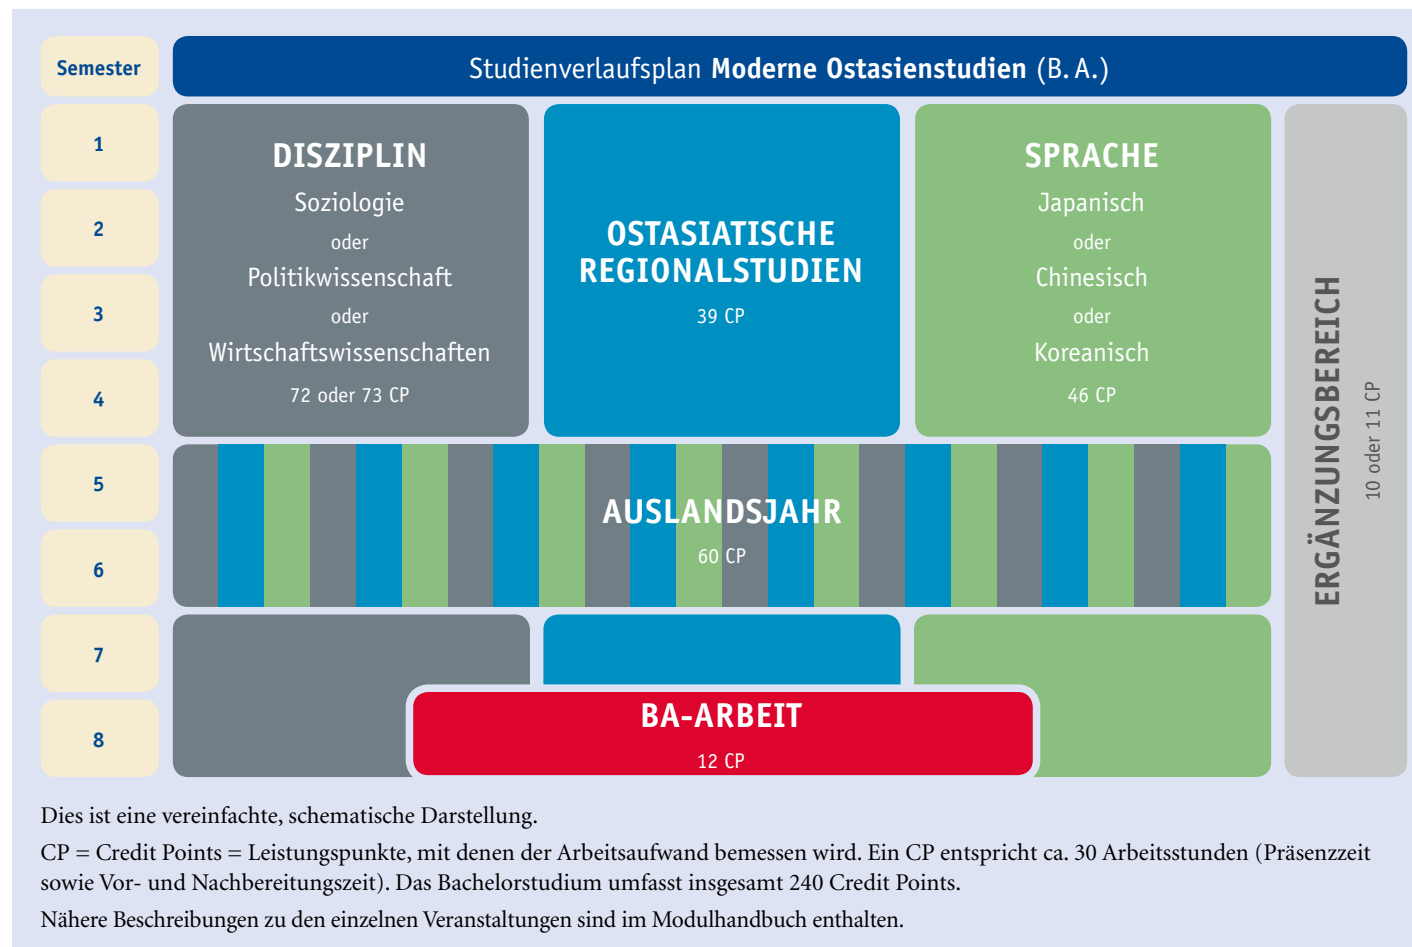 Semester
Studienverlaufsplan Moderne Ostasienstudien (B. A.)
1
2
3
4
5
6
7
8
DISZIPLIN
Soziologie
oder
Politikwissenschaft
oder
Wirtschaftswissenschaften
72 oder 73 CP
OSTASIATISCHE
REGIONALSTUDIEN
39 CP
SPRACHE
Japanisch
oder
Chinesisch
oder
Koreanisch
46 CP
ERGÄNZUNGSBEREICH
10 oder 11 CP
AUSLANDSJAHR
60 CP
BA-ARBEIT
12 CP
Dies ist eine vereinfachte, schematische Darstellung.
CP = Credit Points = Leistungspunkte, mit denen der Arbeitsaufwand bemessen wird. Ein CP entspricht ca. 30 Arbeitsstunden (Präsenzzeit
sowie Vor- und Nachbereitungszeit). Das Bachelorstudium umfasst insgesamt 240 Credit Points.
Nähere Beschreibungen zu den einzelnen Veranstaltungen sind im Modulhandbuch enthalten.